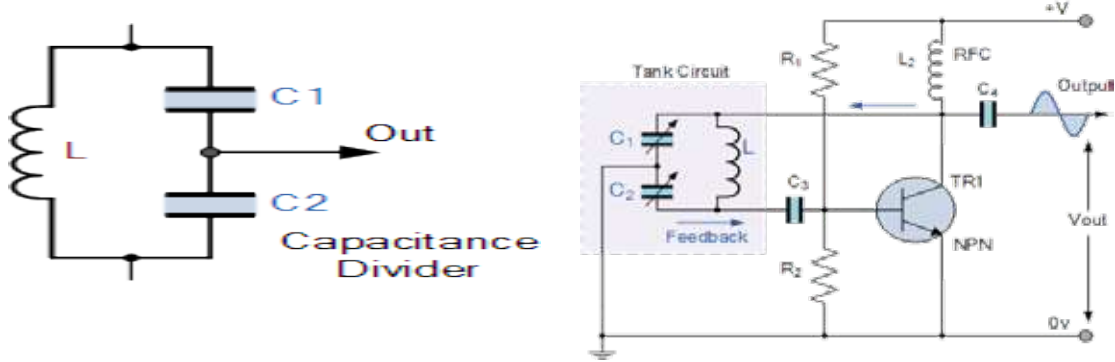 C1
L
Out
C2
Capacitance
Divider
+V
R1
L2
RFC
Tank Circuit
C4
Output
C1
L
C2
C3
TR1
Feedback
Vout
NPN
R2
0v